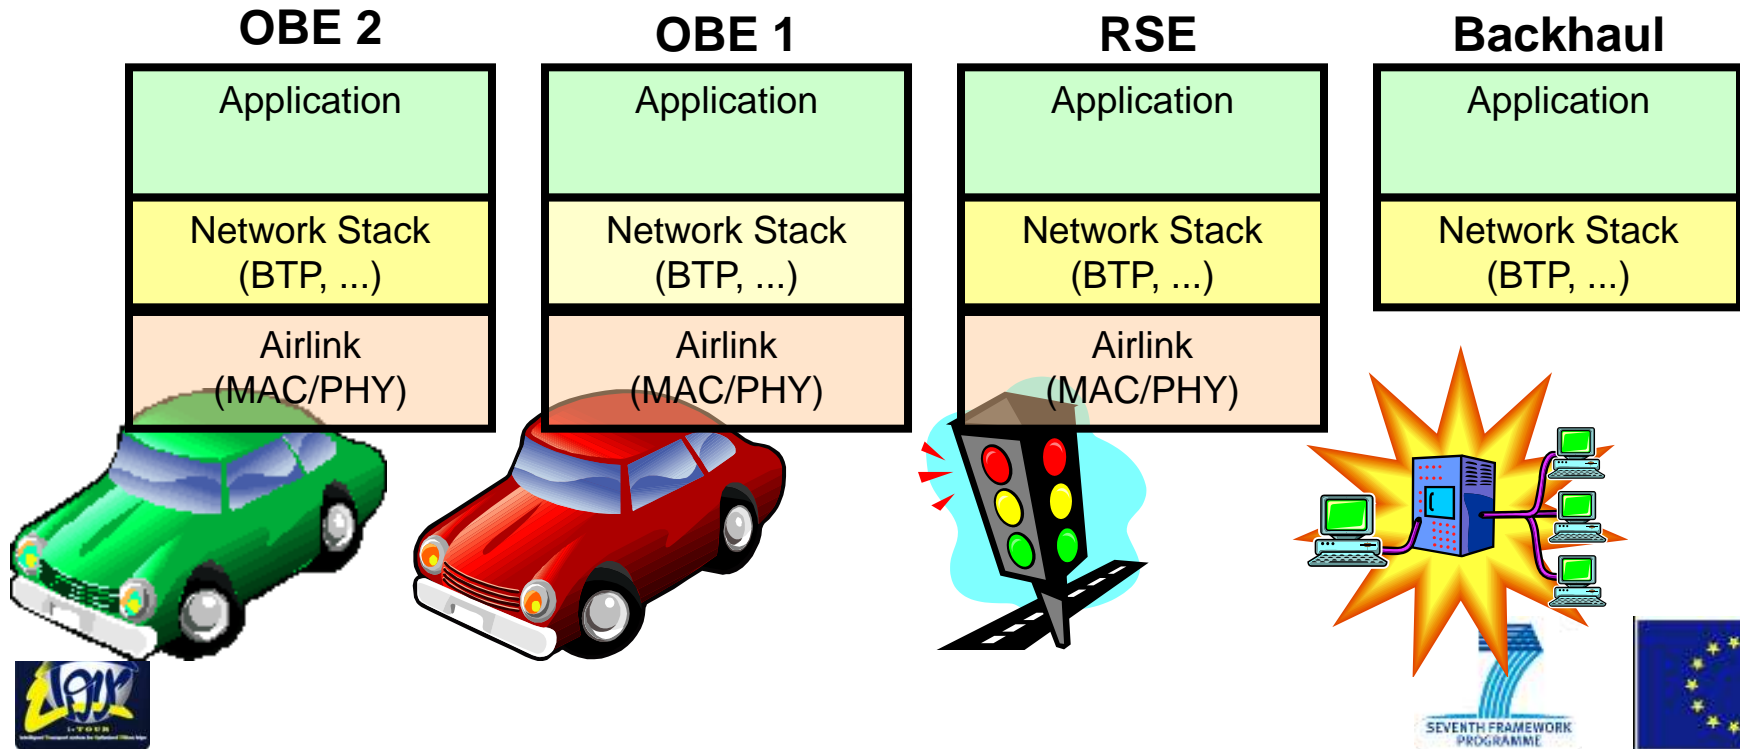 OBE 2
OBE 1
RSE
Backhaul
Application
Application
Application
Application
Network Stack
(BTP, ...)
Network Stack
(BTP, ...)
Network Stack
(BTP, ...)
Network Stack
(BTP, ...)
Airlink
(MAC/PHY)
Airlink
(MAC/PHY)
Airlink
(MAC/PHY)
i-TOUR
SEVENTH FRAMEWORK
PROGRAMME